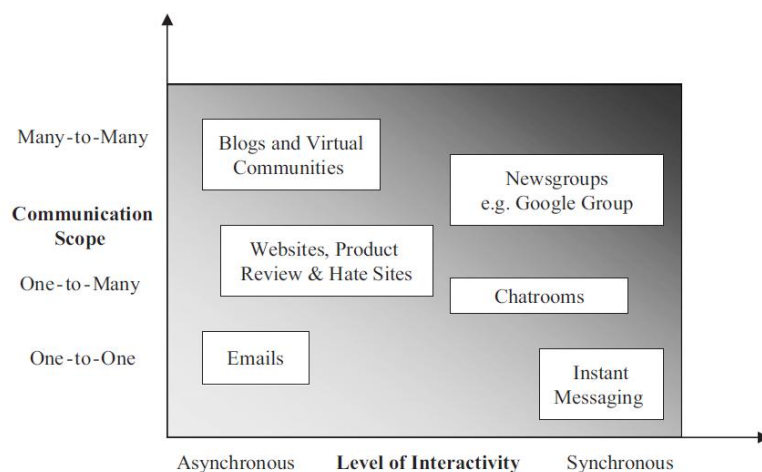 Many-to-Many
Blogs and Virtual
Communities
Newsgroups
e.g. Google Group
Communication
Scope
Websites, Product
Review & Hate Sites
One-to-Many
Chatrooms
One-to-One
Emails
Instant
Messaging
Asynchronous
Level of Interactivity
Synchronous